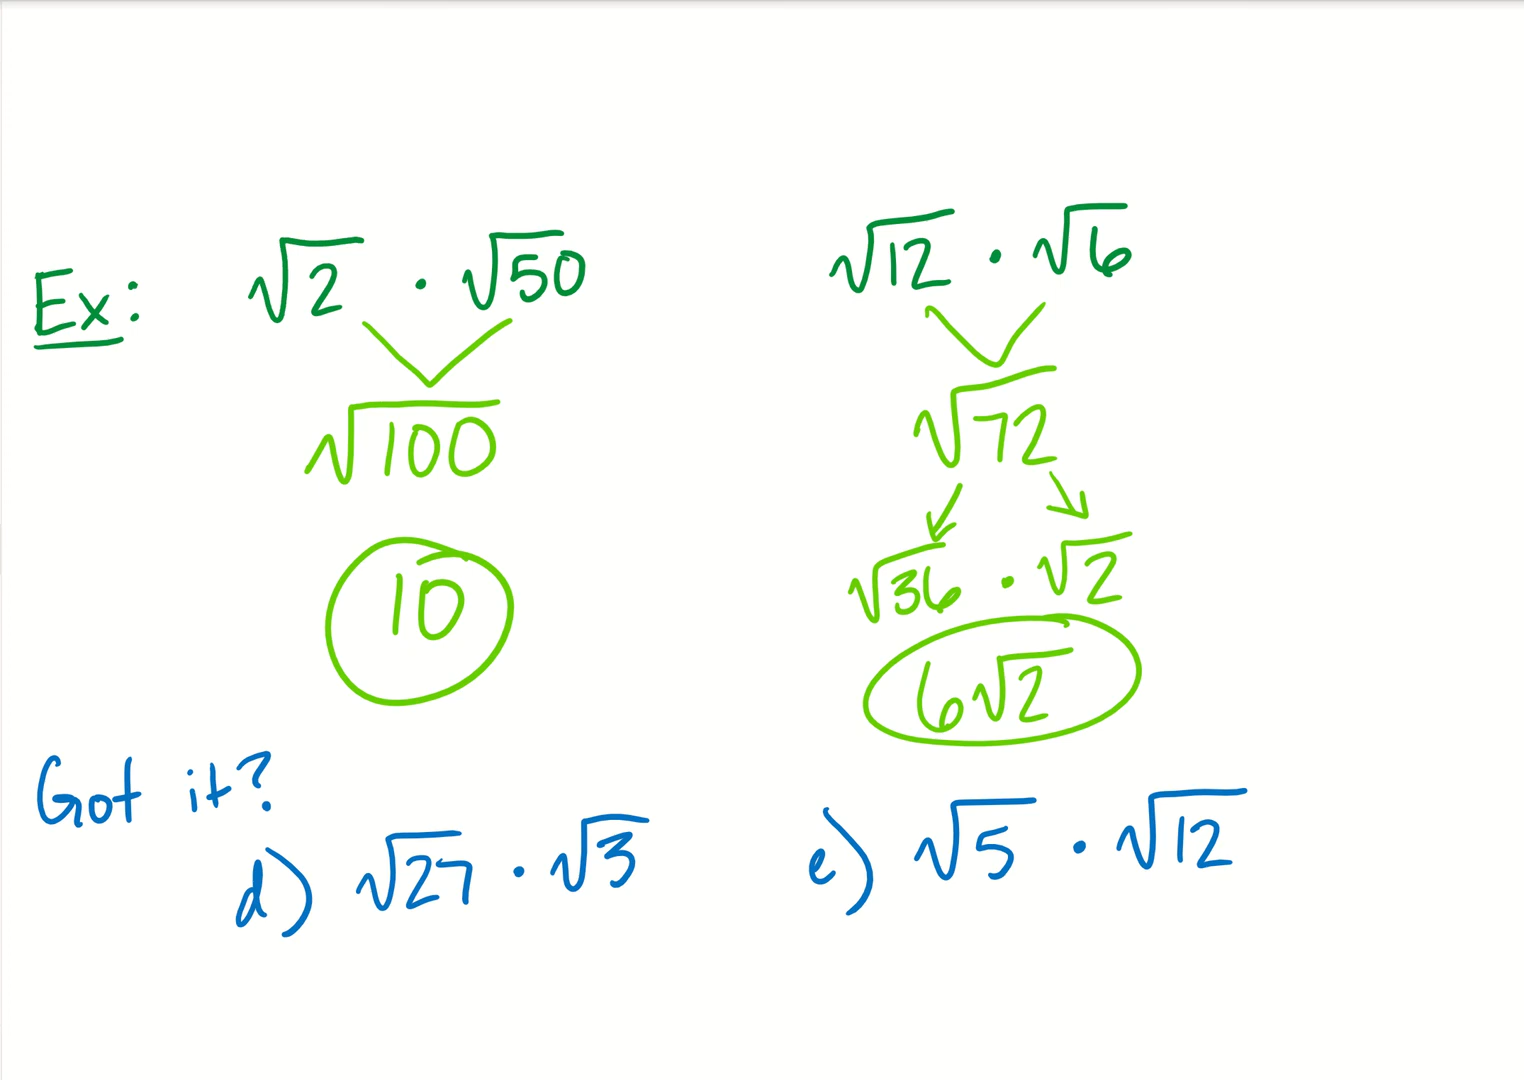 Ex: √2 · √50   √12 · √6
√100   √72
√36 · √2
10   6√2
Got it?
d) √27 · √3   e) √5 · √12